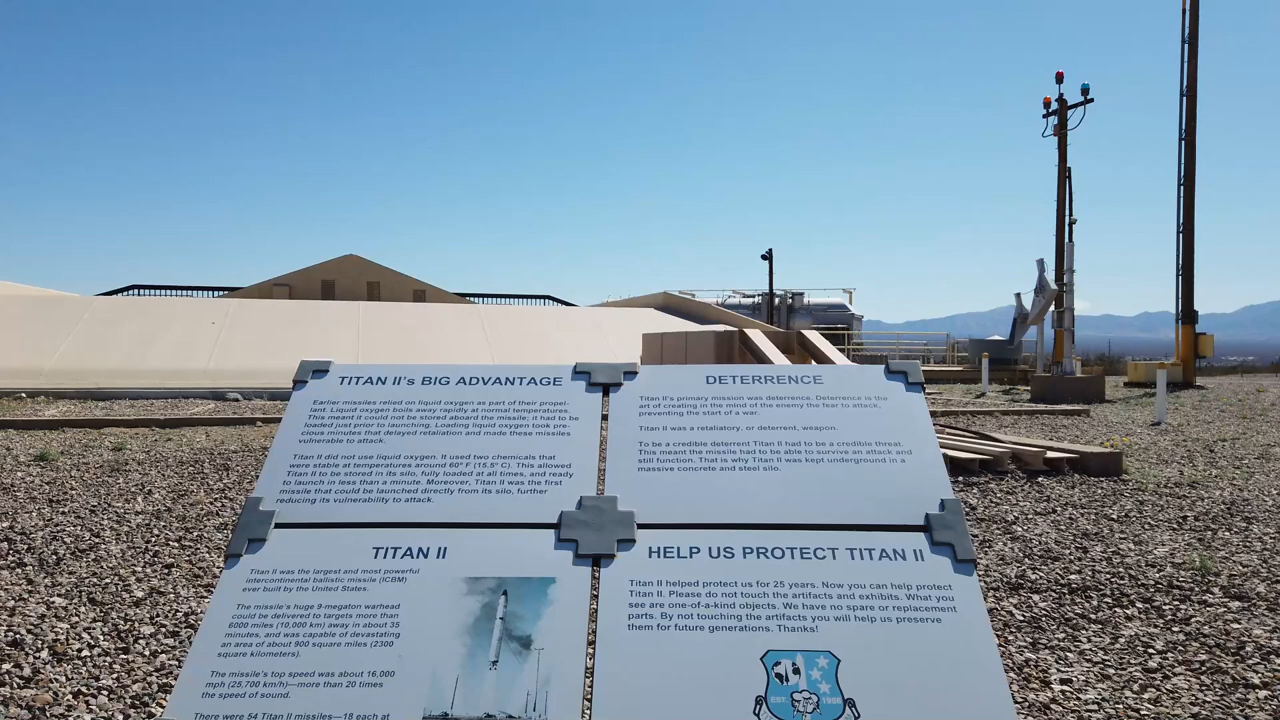 TITAN II's BIG ADVANTAGE
Earlier missiles relied on liquid oxygen as part of their propel-
lant. Liquid oxygen boils away rapidly at normal temperatures.
This meant it could not be stored aboard the missile; it had to be
loaded just prior to launching. Loading liquid oxygen took pre-
cious minutes that delayed retaliation and made these missiles
vulnerable to attack.
Titan II did not use liquid oxygen. It used two chemicals that
were stable at temperatures around 60° F (15.5° C). This allowed
Titan II to be stored in its silo, fully loaded at all times, and ready
to launch in less than a minute. Moreover, Titan II was the first
missile that could be launched directly from its silo, further
reducing its vulnerability to attack.
DETERRENCE
Titan II's primary mission was deterrence. Deterrence is the
art of creating in the mind of the enemy the fear to attack,
preventing the start of a war.
Titan II was a retaliatory, or deterrent, weapon.
To be a credible deterrent Titan II had to be a credible threat.
This meant the missile had to be able to survive an attack and
still function. That is why Titan II was kept underground in a
massive concrete and steel silo.
TITAN II
Titan II was the largest and most powerful
intercontinental ballistic missile (ICBM)
ever built by the United States.
The missile's huge 9-megaton warhead
could be delivered to targets more than
6000 miles (10,000 km) away in about 35
minutes, and was capable of devastating
an area of about 900 square miles (2300
square kilometers).
The missile's top speed was about 16,000
mph (25,700 km/h)—more than 20 times
the speed of sound.
There were 54 Titan II missiles—18 each at
HELP US PROTECT TITAN II
Titan II helped protect us for 25 years. Now you can help protect
Titan II. Please do not touch the artifacts and exhibits. What you
see are one-of-a-kind objects. We have no spare or replacement
parts. By not touching the artifacts you will help us preserve
them for future generations. Thanks!
EST. 1986